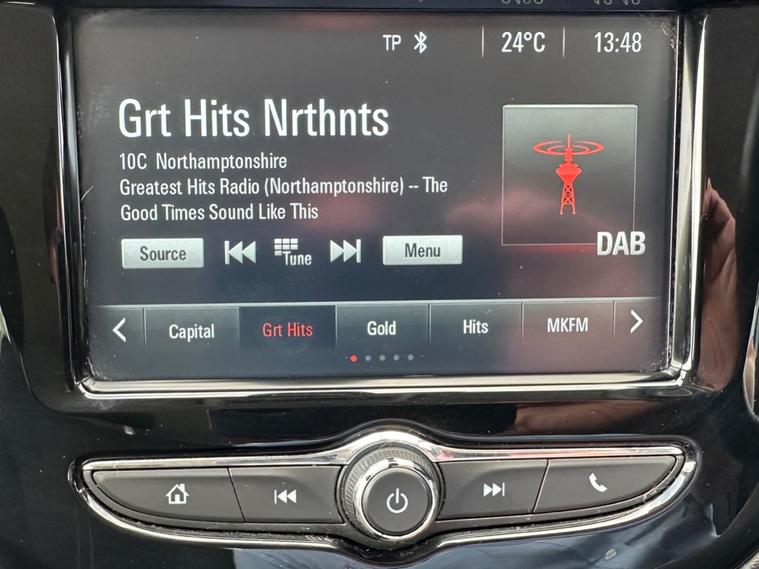 TP 24°C 13:48
Grt Hits Nrthnts
10C Northamptonshire
Greatest Hits Radio (Northamptonshire) -- The
Good Times Sound Like This
DAB
Source Tune Menu
Capital Grt Hits Gold Hits MKFM